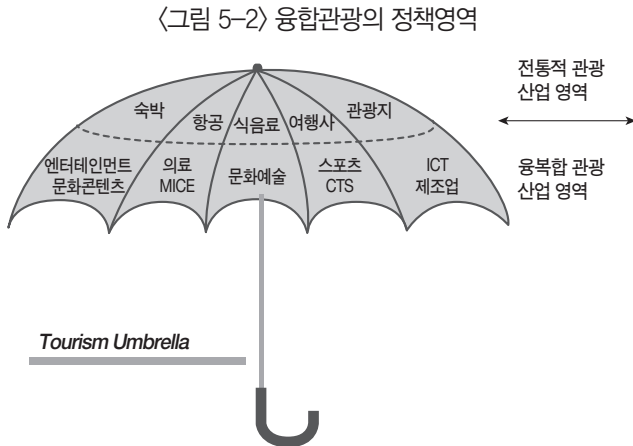 〈그림 5-2〉 융합관광의 정책영역
숙박
항공
식음료
여행사
관광지
전통적 관광
산업 영역
엔터테인먼트
문화콘텐츠
의료
MICE
문화예술
스포츠
CTS
ICT
제조업
융복합 관광
산업 영역
Tourism Umbrella